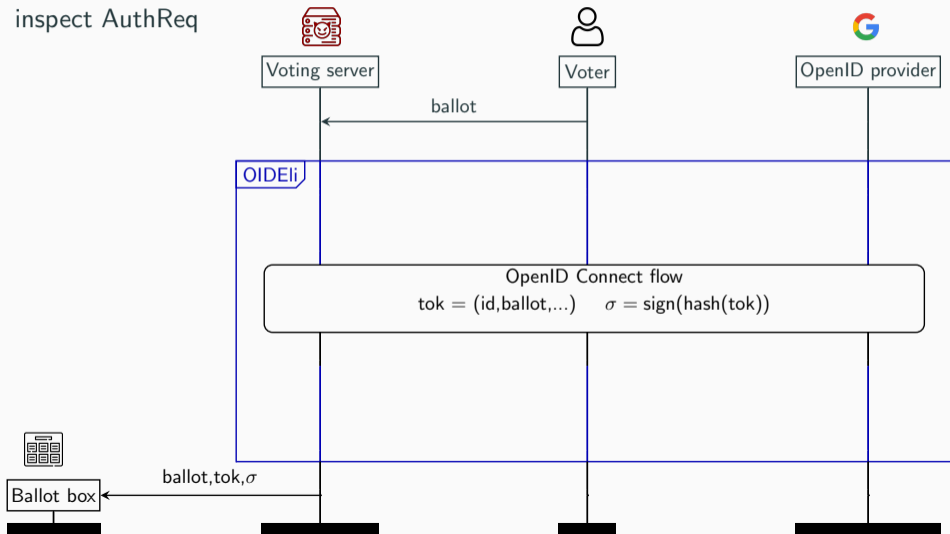 inspect AuthReq
Voting server
Voter
OpenID provider
ballot
OIDEli
OpenID Connect flow
tok = (id,ballot,...) σ = sign(hash(tok))
ballot,tok,σ
Ballot box